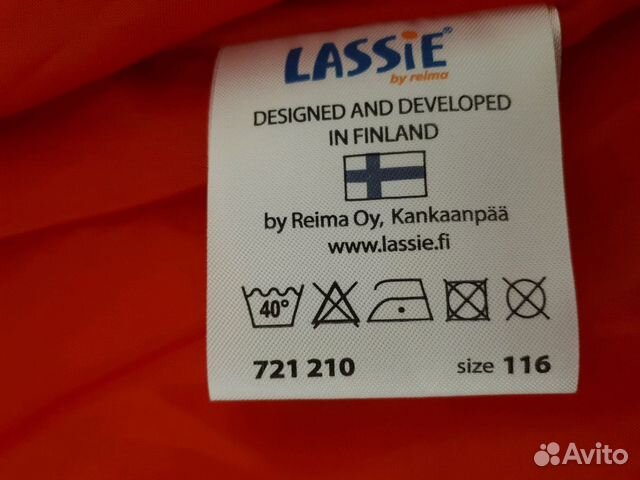 LASSiE®
by reima
DESIGNED AND DEVELOPED
IN FINLAND
by Reima Oy, Kankaanpää
www.lassie.fi
40°
721 210 size 116
Avito